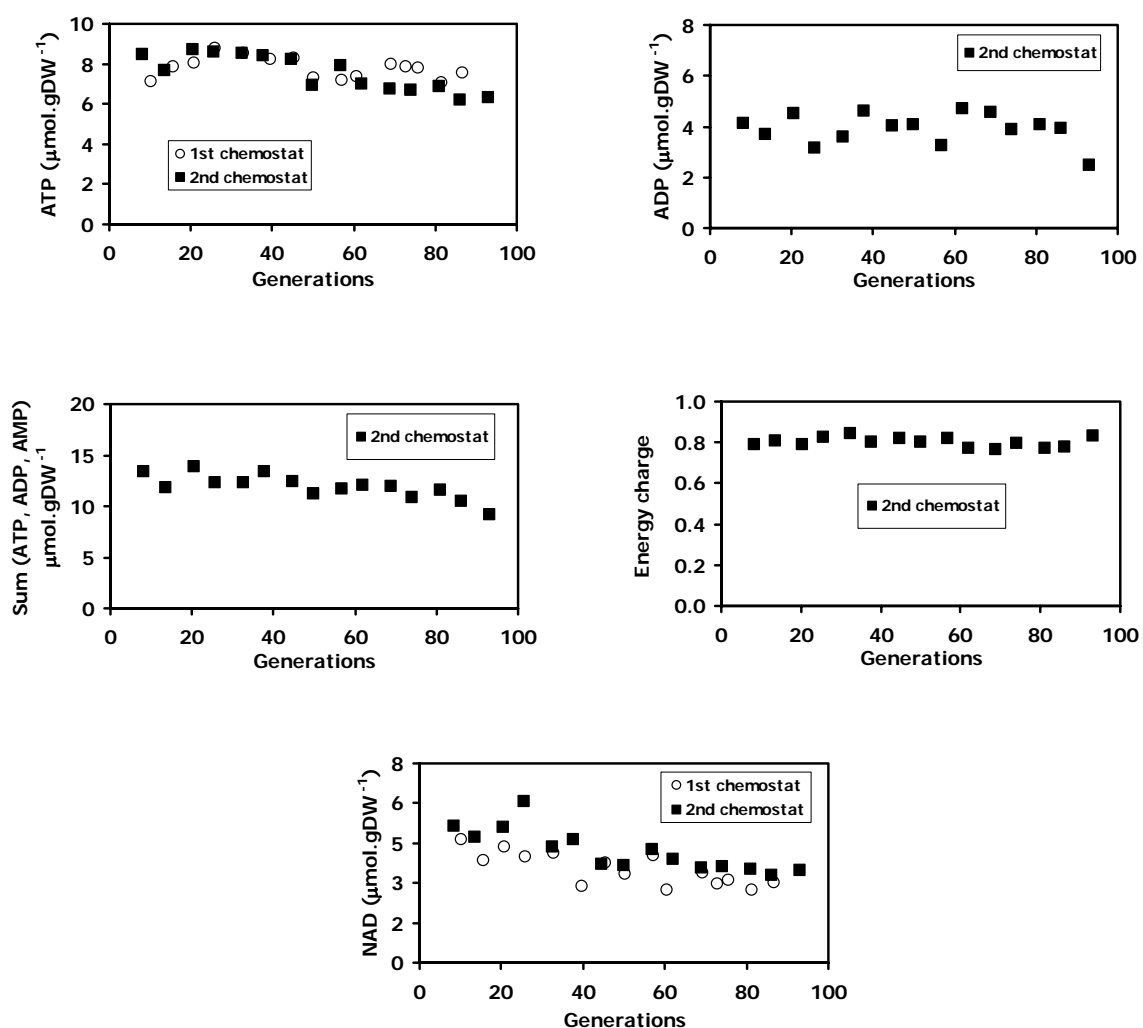 10
8
6
4
2
0
ATP (µmol.gDW⁻¹)
1st chemostat
2nd chemostat
0 20 40 60 80 100
Generations
8
6
4
2
0
ADP (µmol.gDW⁻¹)
2nd chemostat
0 20 40 60 80 100
Generations
20
15
10
5
0
Sum (ATP, ADP, AMP)
µmol.gDW⁻¹
2nd chemostat
0 20 40 60 80 100
Generations
1.0
0.8
0.6
0.4
0.2
0.0
Energy charge
2nd chemostat
0 20 40 60 80 100
Generations
8
6
5
3
2
0
NAD (µmol.gDW⁻¹)
1st chemostat
2nd chemostat
0 20 40 60 80 100
Generations